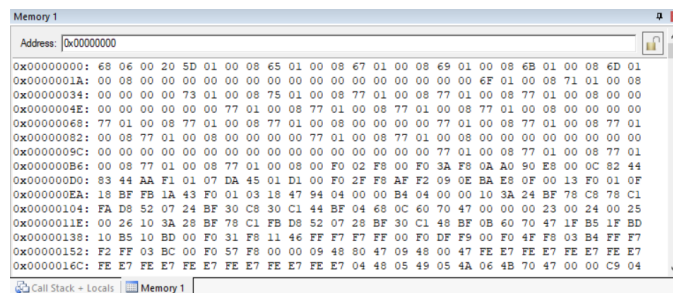 Memory 1
Address: 0x00000000
0x00000000: 68 06 00 20 5D 01 00 08 65 01 00 08 67 01 00 08 69 01 00 08 6B 01 00 08 6D 01
0x0000001A: 00 08 00 00 00 00 00 00 00 00 00 00 00 00 00 00 00 00 6F 01 00 08 71 01 00 08
0x00000034: 00 00 00 00 73 01 00 08 75 01 00 08 77 01 00 08 77 01 00 08 77 01 00 08 00 00
0x0000004E: 00 00 00 00 00 00 77 01 00 08 77 01 00 08 77 01 00 08 77 01 00 08 00 00 00 00
0x00000068: 77 01 00 08 77 01 00 08 77 01 00 08 77 01 00 08 77 01 00 08 77 01 00 08 77 01
0x00000082: 00 08 77 01 00 08 00 00 00 00 77 01 00 08 77 01 00 08 00 00 00 00 00 00 00 00
0x0000009C: 00 00 00 00 00 00 00 00 00 00 00 00 00 00 00 00 77 01 00 08 77 01 00 08 77 01
0x000000B6: 00 08 77 01 00 08 77 01 00 08 00 F0 02 F8 00 F0 3A F8 0A A0 90 E8 00 0C 82 44
0x000000D0: 83 44 AA F1 01 07 DA 45 01 D1 00 F0 2F F8 AF F2 09 0E BA E8 0F 00 13 F0 01 0F
0x000000EA: 18 BF FB 1A 43 F0 01 03 18 47 94 04 00 00 B4 04 00 00 10 3A 24 BF 78 C8 78 C1
0x00000104: FA D8 52 07 24 BF 30 C8 30 C1 44 BF 04 68 0C 60 70 47 00 00 00 23 00 24 00 25
0x0000011E: 00 26 10 3A 28 BF 78 C1 FB D8 52 07 28 BF 30 C1 48 BF 0B 60 70 47 1F B5 1F BD
0x00000138: 10 B5 10 BD 00 F0 31 F8 11 46 FF F7 F7 FF 00 F0 DF F9 00 F0 4F F8 03 B4 FF F7
0x00000152: F2 FF 03 BC 00 F0 57 F8 00 00 09 48 80 47 09 48 00 47 FE E7 FE E7 FE E7 FE E7
0x0000016C: FE E7 FE E7 FE E7 FE E7 FE E7 FE E7 04 48 05 49 05 4A 06 4B 70 47 00 00 C9 04
Call Stack + Locals
Memory 1